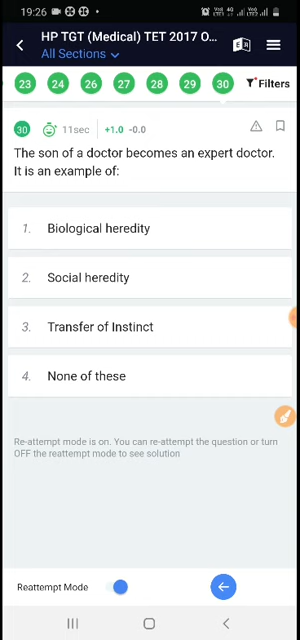 19:26
HP TGT (Medical) TET 2017 O...
All Sections
23 24 26 27 28 29 30 Filters
30 11sec +1.0 -0.0
The son of a doctor becomes an expert doctor.
It is an example of:
1. Biological heredity
2. Social heredity
3. Transfer of Instinct
4. None of these
Re-attempt mode is on. You can re-attempt the question or turn
OFF the reattempt mode to see solution
Reattempt Mode